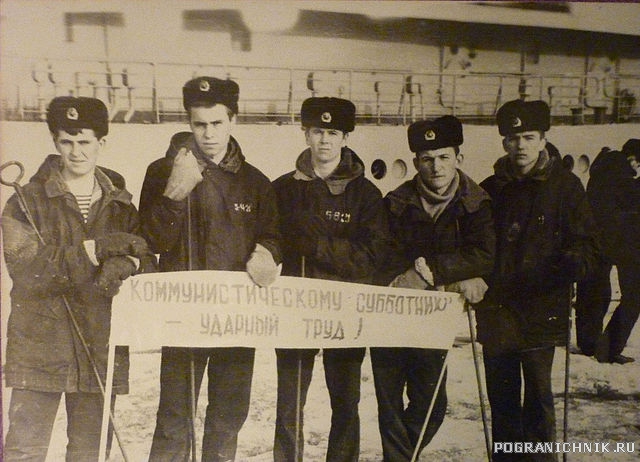 КОММУНИСТИЧЕСКОМУ СУББОТНИКУ
- УДАРНЫЙ ТРУД!
POGRANICHNIK.RU